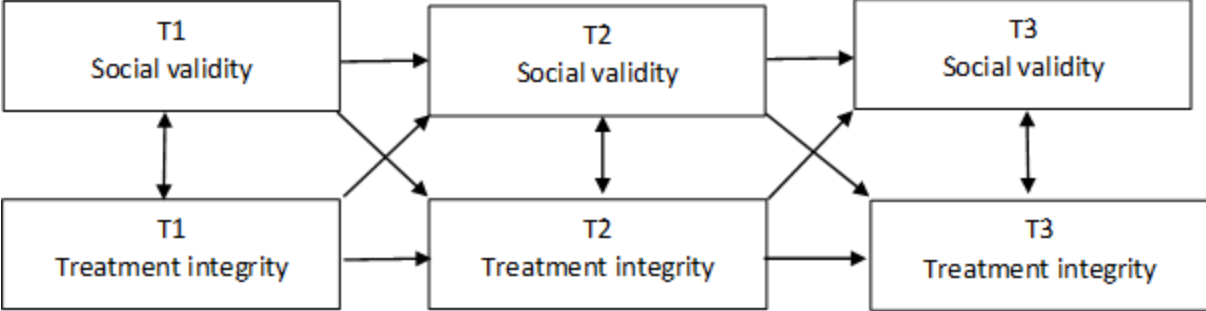 T1
Social validity
T2
Social validity
T3
Social validity
T1
Treatment integrity
T2
Treatment integrity
T3
Treatment integrity